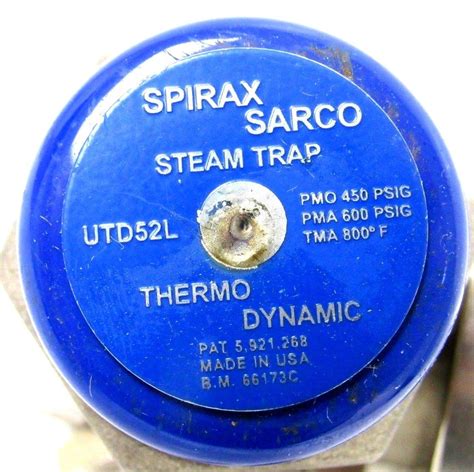 SPIRAX
SARCO
STEAM TRAP
UTD52L
PMO 450 PSIG
PMA 600 PSIG
TMA 800° F
THERMO
DYNAMIC
PAT 5.921.268
MADE IN USA
B.M. 66173C